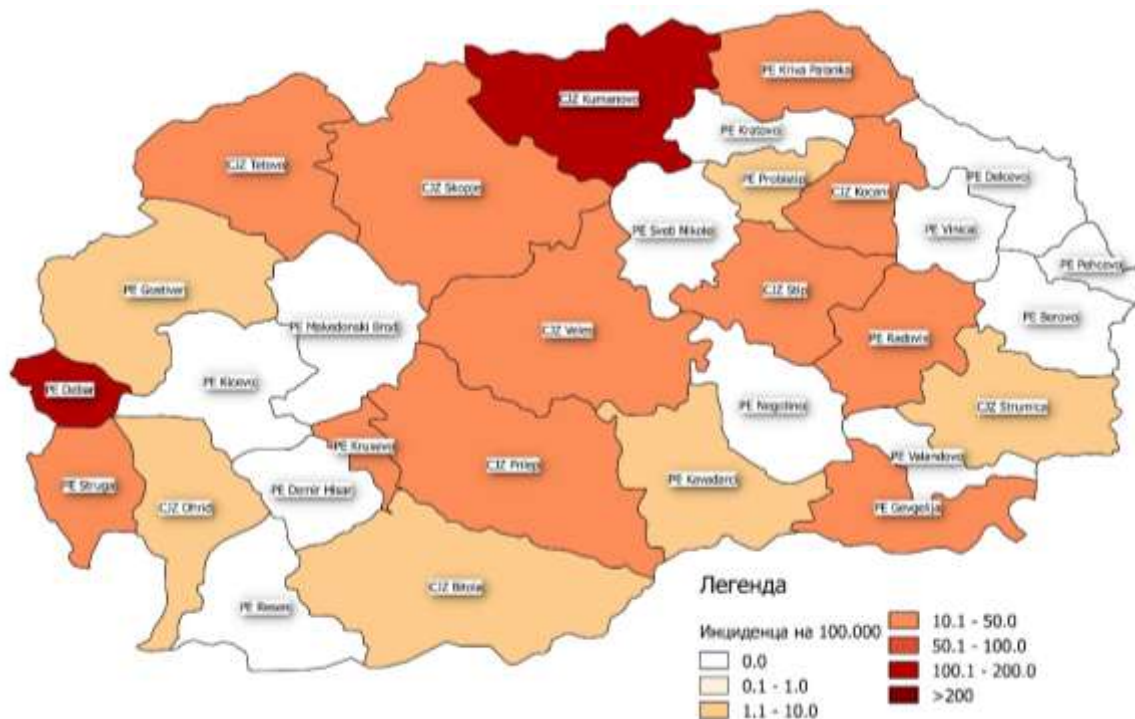 PE Kriva Palanka
CJZ Kumanovo
PE Kratovo
CJZ Tetovo
CJZ Skopje
PE Probistip
CJZ Kocani
PE Delcevo
PE Vinica
PE Sveti Nikole
PE Pehcevo
PE Gostivar
CJZ Stip
PE Berovo
PE Makedonski Brod
CJZ Veles
PE Radovis
PE Debar
PE Kicevo
PE Negotino
CJZ Strumica
PE Krusevo
PE Valandovo
CJZ Prilep
PE Struga
PE Demir Hisar
PE Kavadarci
CJZ Ohrid
PE Gevgelija
CJZ Bitola
PE Resen
Легенда
Инциденца на 100.000
0.0
0.1 - 1.0
1.1 - 10.0
10.1 - 50.0
50.1 - 100.0
100.1 - 200.0
>200